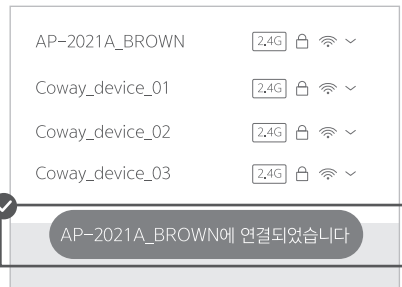 AP-2021A_BROWN 2.4G
Coway_device_01 2.4G
Coway_device_02 2.4G
Coway_device_03 2.4G
AP-2021A_BROWN에 연결되었습니다